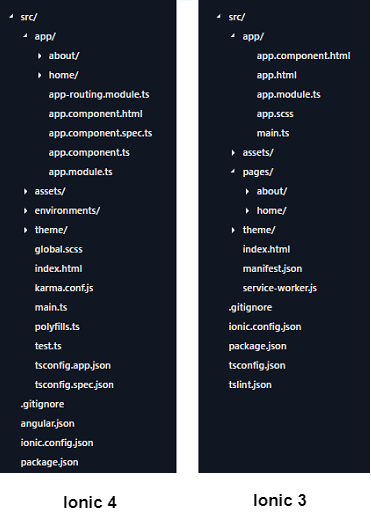 src/
app/
about/
home/
app-routing.module.ts
app.component.html
app.component.spec.ts
app.component.ts
app.module.ts
assets/
environments/
theme/
global.scss
index.html
karma.conf.js
main.ts
polyfills.ts
test.ts
tsconfig.app.json
tsconfig.spec.json
.gitignore
angular.json
ionic.config.json
package.json
Ionic 4
src/
app/
app.component.html
app.html
app.module.ts
app.scss
main.ts
assets/
pages/
about/
home/
theme/
index.html
manifest.json
service-worker.js
.gitignore
ionic.config.json
package.json
tsconfig.json
tslint.json
Ionic 3